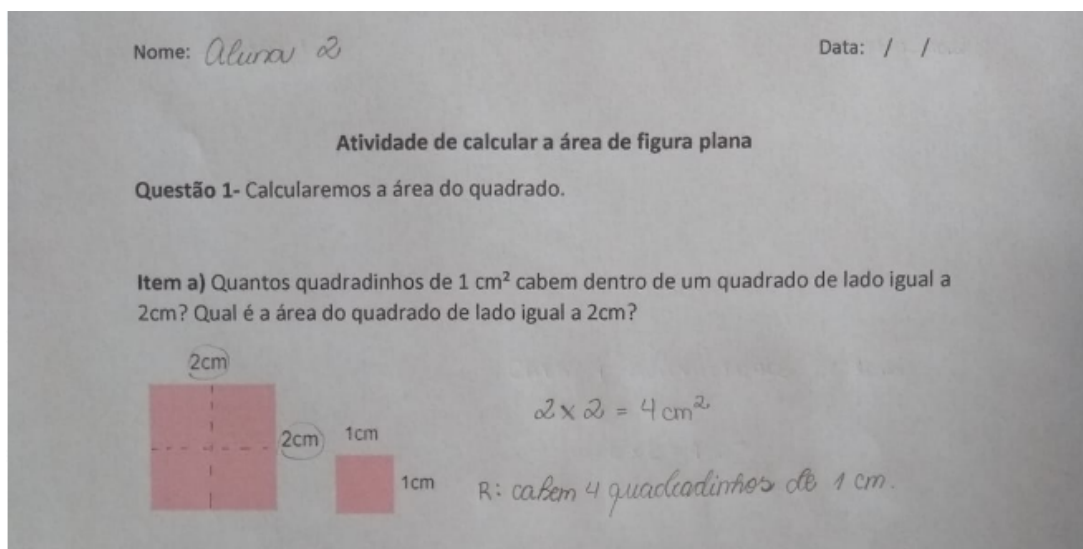 Nome: Aluna 2
Data: / /
Atividade de calcular a área de figura plana
Questão 1- Calcularemos a área do quadrado.
Item a) Quantos quadradinhos de 1 cm² cabem dentro de um quadrado de lado igual a
2cm? Qual é a área do quadrado de lado igual a 2cm?
2cm
2cm
1cm
1cm
2 x 2 = 4 cm²
R: cabem 4 quadradinhos de 1 cm.